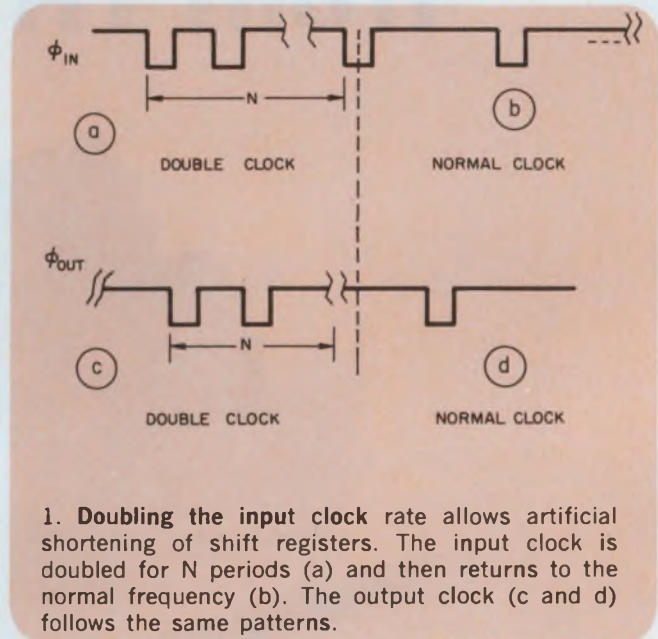 ϕIN
N
a
b
DOUBLE CLOCK
NORMAL CLOCK
ϕOUT
N
c
d
DOUBLE CLOCK
NORMAL CLOCK
1. Doubling the input clock rate allows artificial
shortening of shift registers. The input clock is
doubled for N periods (a) and then returns to the
normal frequency (b). The output clock (c and d)
follows the same patterns.